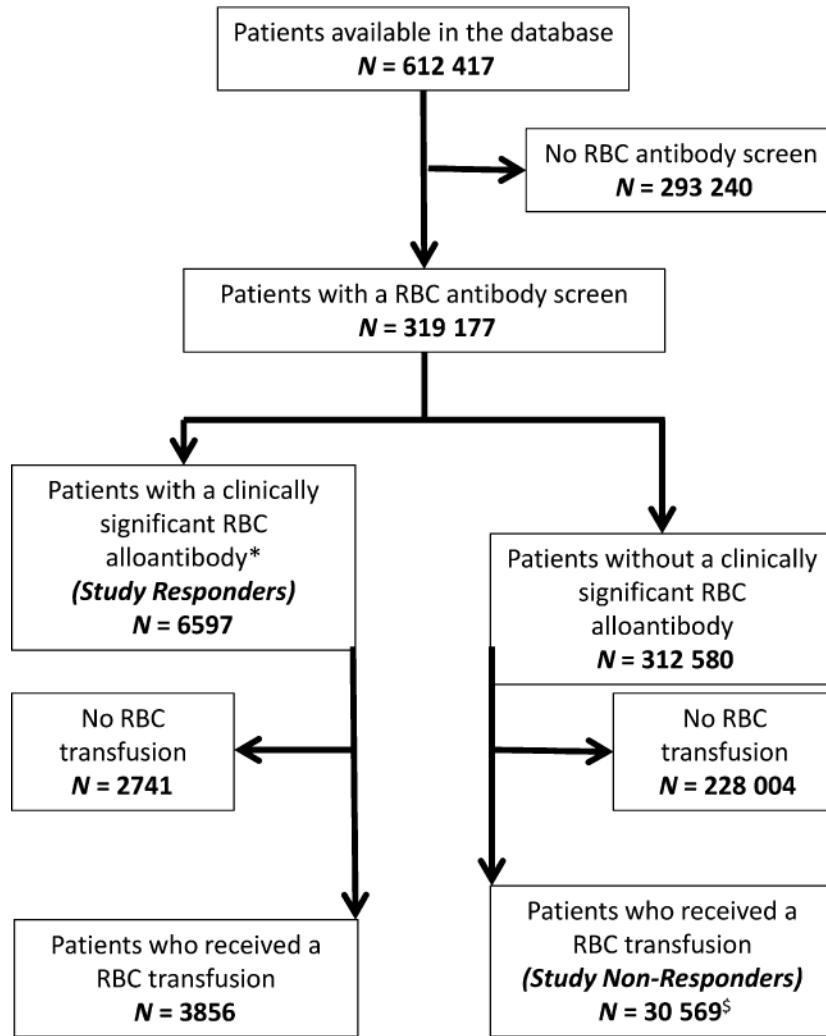 Patients available in the database
N = 612 417
No RBC antibody screen
N = 293 240
Patients with a RBC antibody screen
N = 319 177
Patients with a clinically
significant RBC
alloantibody*
(Study Responders)
N = 6597
Patients without a clinically
significant RBC
alloantibody
N = 312 580
No RBC
transfusion
N = 2741
No RBC
transfusion
N = 228 004
Patients who received a
RBC transfusion
N = 3856
Patients who received a
RBC transfusion
(Study Non-Responders)
N = 30 569$